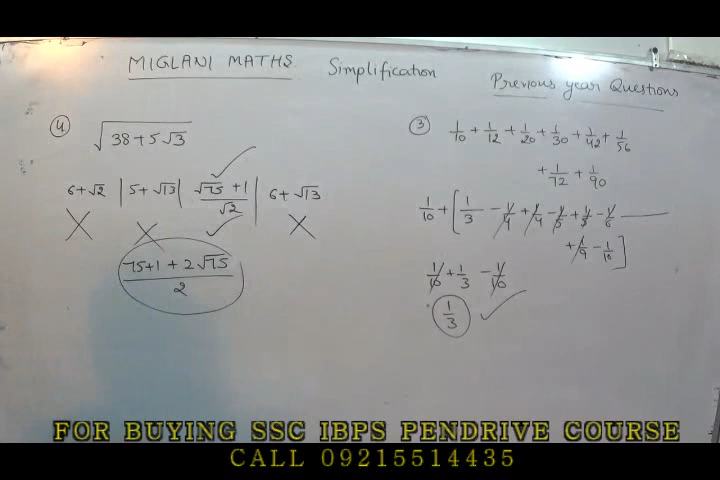 MIGLANI MATHS Simplification Previous year Questions
④ √(38+5√3)
6+√2 | 5+√13 | (√75+1)/√2 | 6+√13
(75+1+2√75)/2
③ 1/10 + 1/12 + 1/20 + 1/30 + 1/42 + 1/56
+ 1/72 + 1/90
1/10 + [1/3 - 1/4 + 1/4 - 1/5 + 1/5 - 1/6 ——
+ 1/9 - 1/10]
1/10 + 1/3 - 1/10
1/3
FOR BUYING SSC IBPS PENDRIVE COURSE
CALL 09215514435